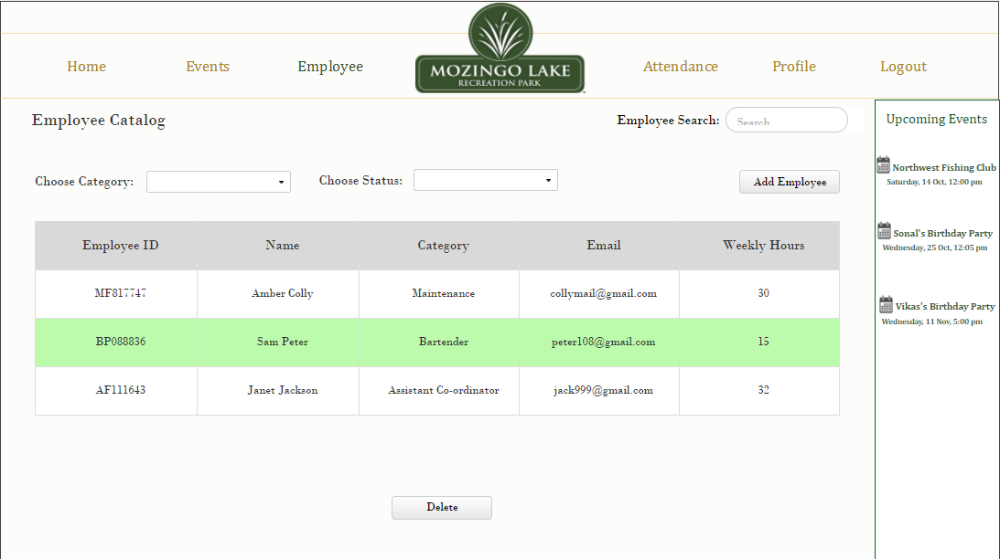 Home Events Employee Attendance Profile Logout
MOZINGO LAKE
RECREATION PARK
Employee Catalog
Employee Search: Search
Choose Category: Choose Status: Add Employee
Employee ID Name Category Email Weekly Hours
MF817747 Amber Colly Maintenance collymail@gmail.com 30
BP088836 Sam Peter Bartender peter108@gmail.com 15
AF111643 Janet Jackson Assistant Co-ordinator jack999@gmail.com 32
Delete
Upcoming Events
Northwest Fishing Club
Saturday, 14 Oct, 12:00 pm
Sonal's Birthday Party
Wednesday, 25 Oct, 12:05 pm
Vikas's Birthday Party
Wednesday, 11 Nov, 5:00 pm